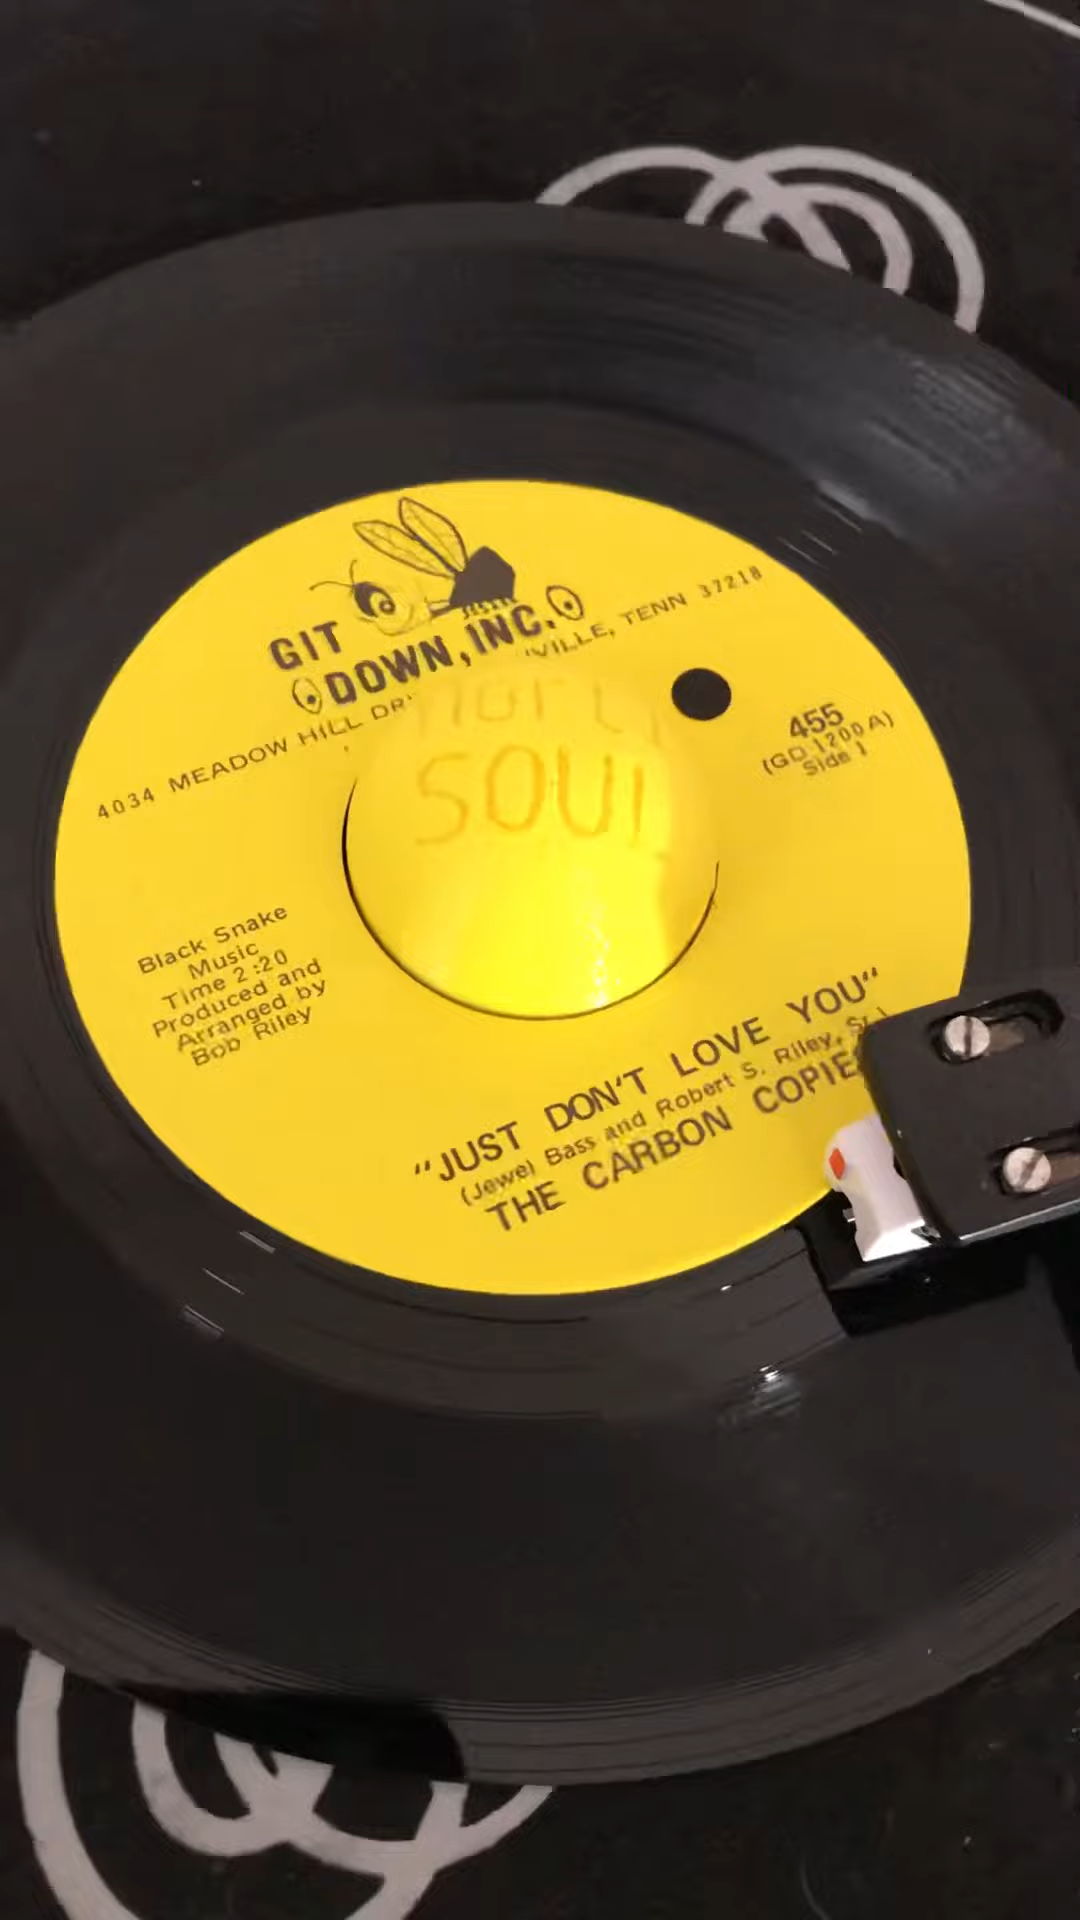 GIT
DOWN, INC.
4034 MEADOW HILL DR VILLE, TENN 37218
SOUL
455
(GD 1200 A)
Side 1
Black Snake
Music
Time 2:20
Produced and
Arranged by
Bob Riley
"JUST DON'T LOVE YOU"
(Jewel Bass and Robert S. Riley, Sr.)
THE CARBON COPIES